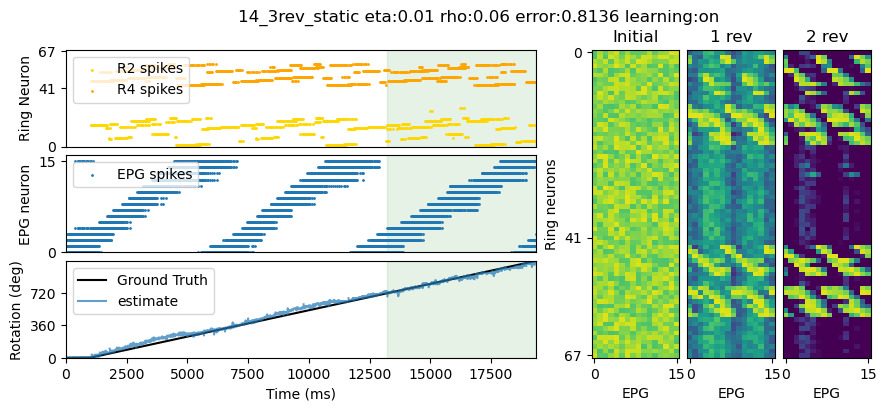 14_3rev_static eta:0.01 rho:0.06 error:0.8136 learning:on
Initial
1 rev
2 rev
Ring Neuron
67
41
0
R2 spikes
R4 spikes
EPG neuron
15
0
EPG spikes
Rotation (deg)
720
360
0
Ground Truth
estimate
0
2500
5000
7500
10000
12500
15000
17500
Time (ms)
Ring neurons
0
41
67
0
15
0
15
0
15
EPG
EPG
EPG